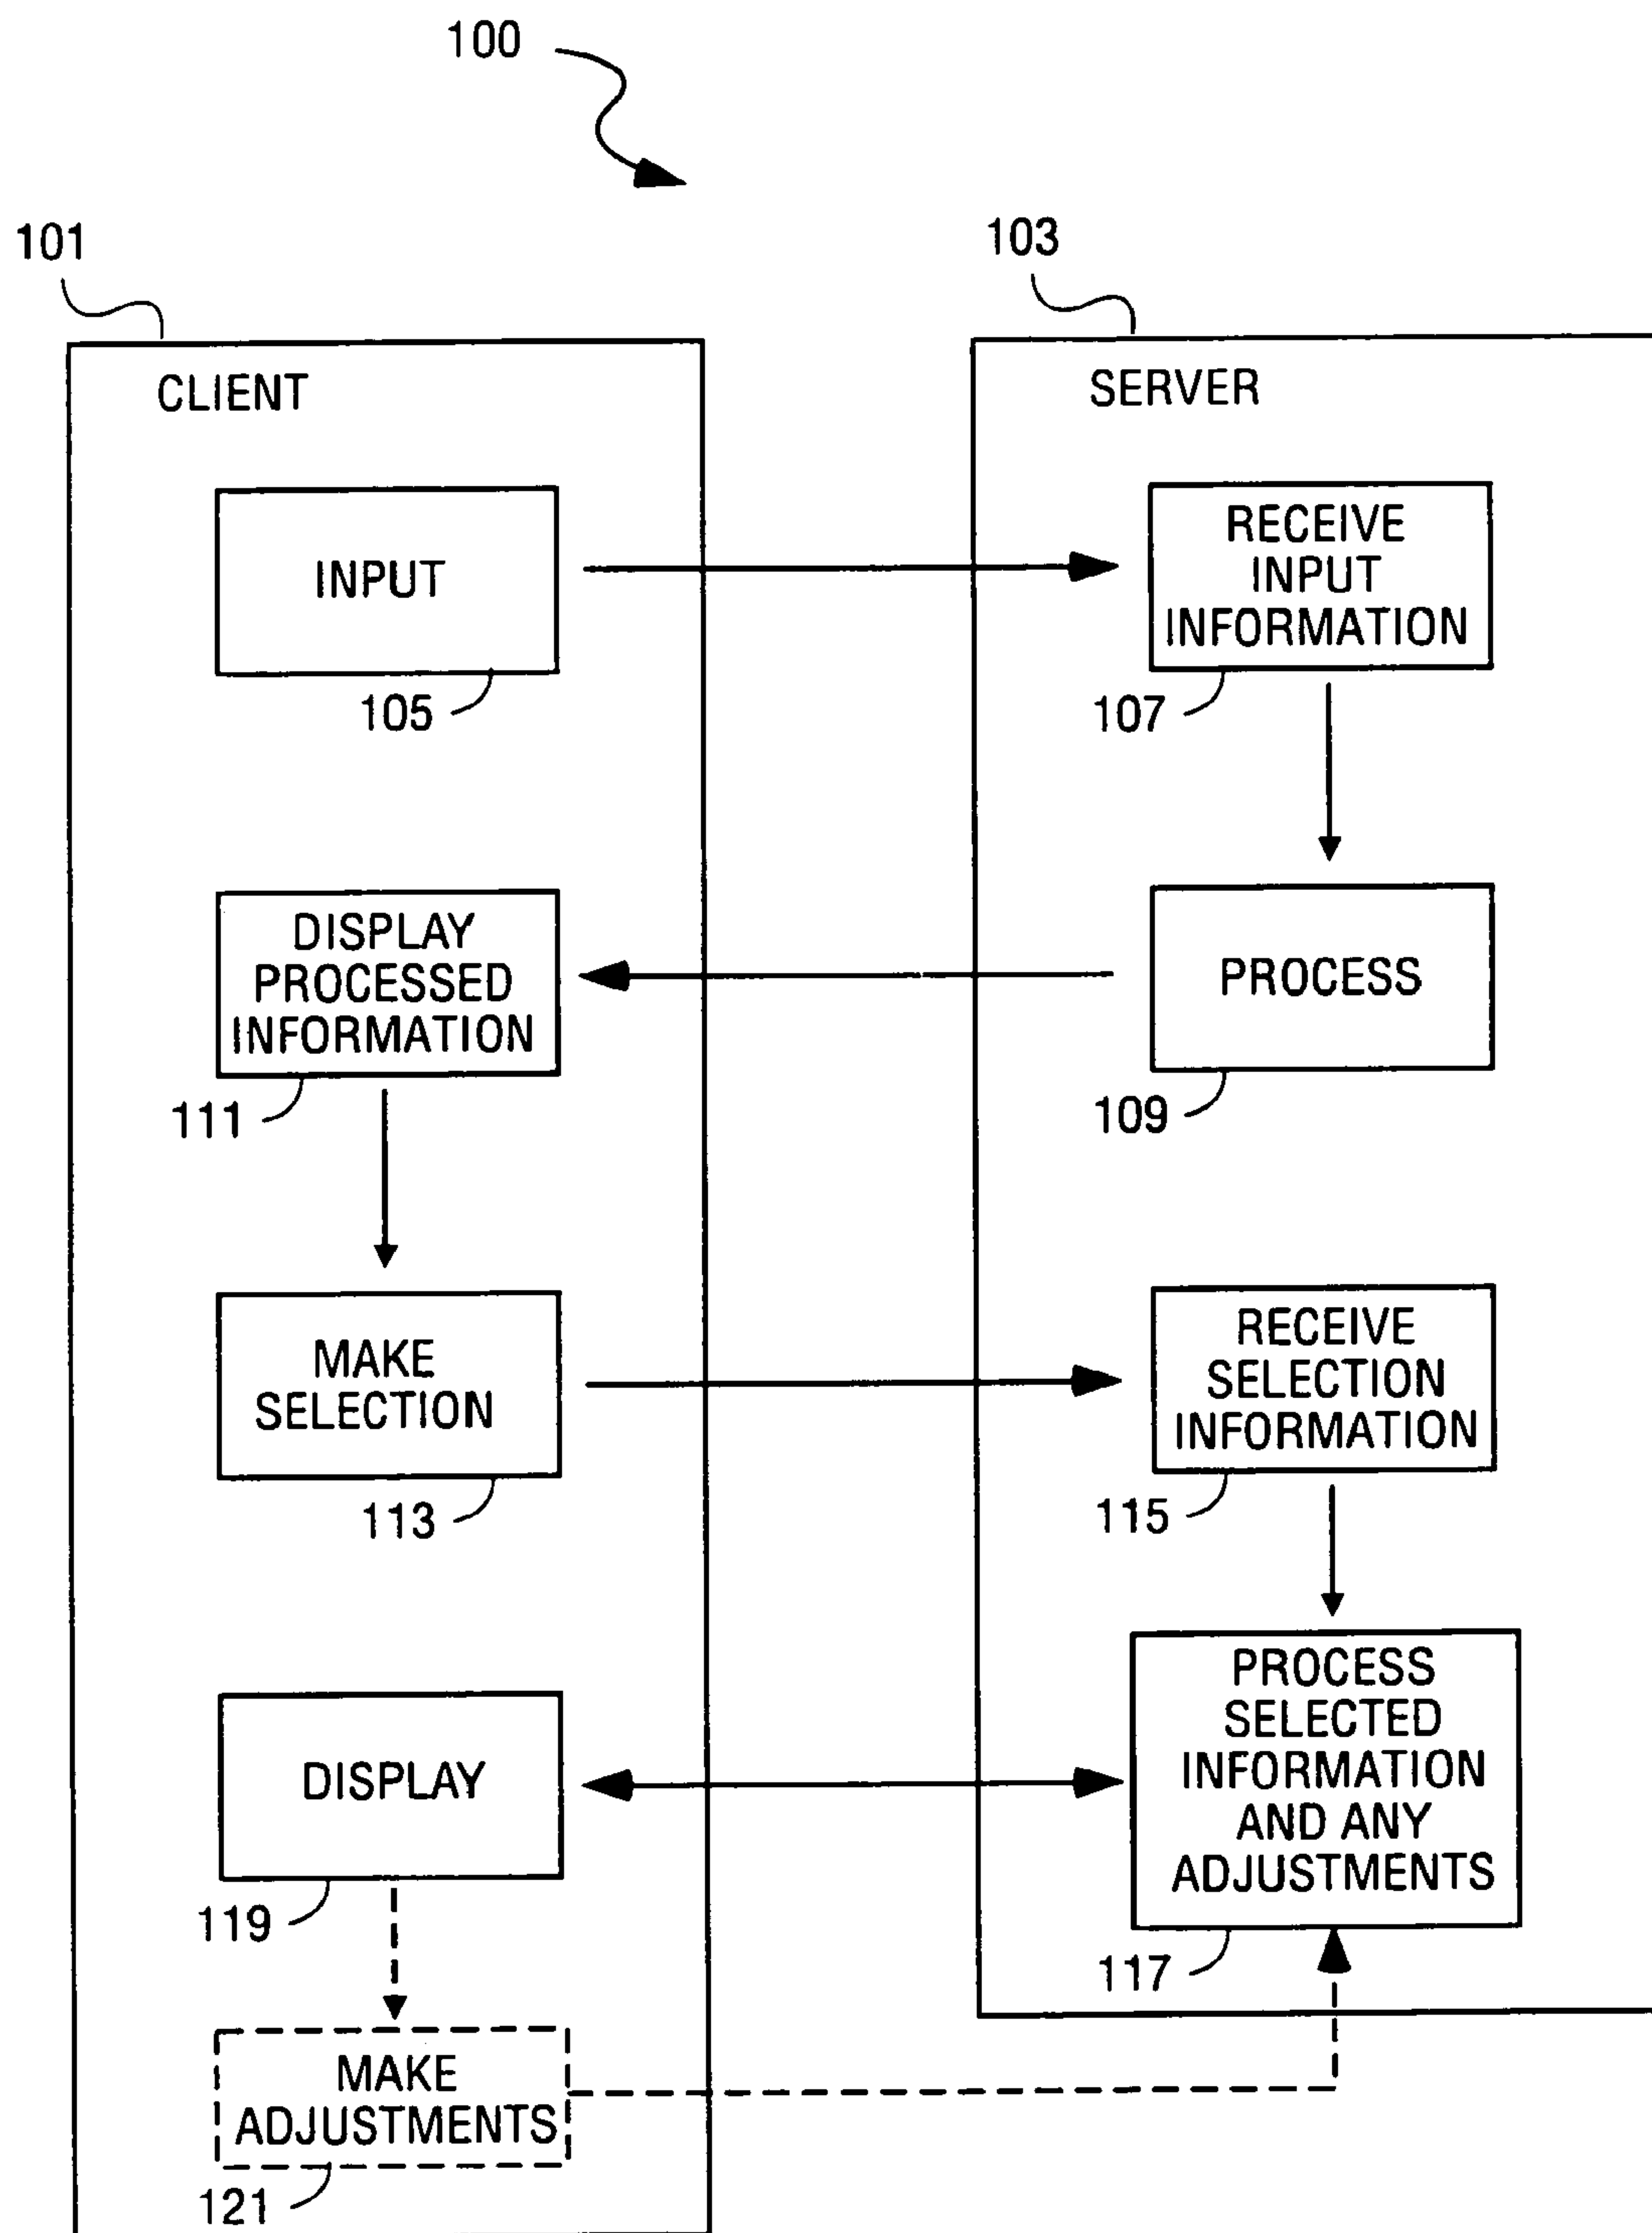 100
101
103
CLIENT
SERVER
INPUT
105
RECEIVE
INPUT
INFORMATION
107
DISPLAY
PROCESSED
INFORMATION
111
PROCESS
109
MAKE
SELECTION
113
RECEIVE
SELECTION
INFORMATION
115
DISPLAY
119
PROCESS
SELECTED
INFORMATION
AND ANY
ADJUSTMENTS
117
MAKE
ADJUSTMENTS
121